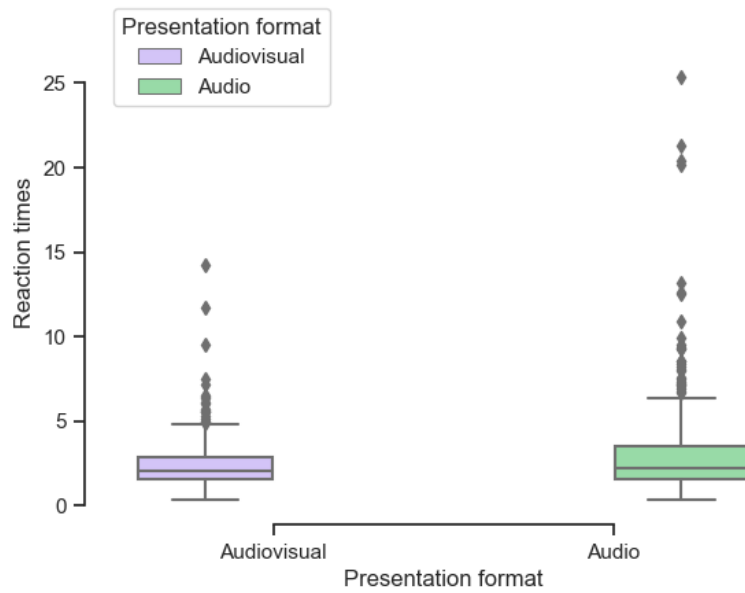 Presentation format
Audiovisual
Audio
25
20
15
10
5
0
Reaction times
Audiovisual
Audio
Presentation format